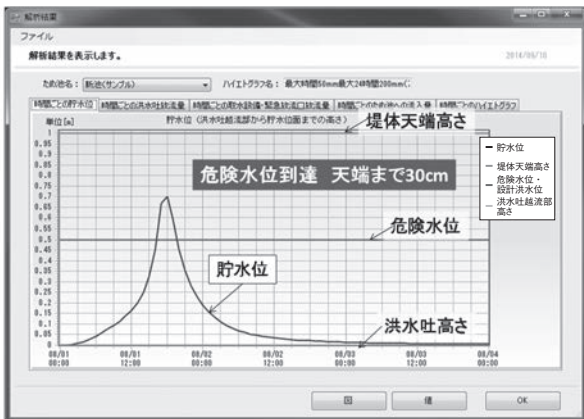 解析結果
ファイル
解析結果を表示します。
2014/06/16
ため池名： 新池(サンプル)
ハイエトグラフ名： 最大時間50mm最大24時間200mm(こ
時間ごとの貯水位 時間ごとの洪水吐放流量 時間ごとの取水設備・緊急放流口放流量 時間ごとのため池への流入量 時間ごとのハイエトグラフ
単位[m]
貯水位（洪水吐越流部から貯水位面までの高さ）
堤体天端高さ
1
0.95
0.9
0.85
0.8
0.75
0.7
0.65
0.6
0.55
0.5
0.45
0.4
0.35
0.3
0.25
0.2
0.15
0.1
0.05
0
危険水位到達 天端まで30cm
危険水位
貯水位
洪水吐高さ
貯水位
堤体天端高さ
危険水位・
設計洪水位
洪水吐越流部
高さ
08/01 08/01 08/02 08/02 08/03 08/03 08/04
00:00 12:00 00:00 12:00 00:00 12:00 00:00
図
値
OK